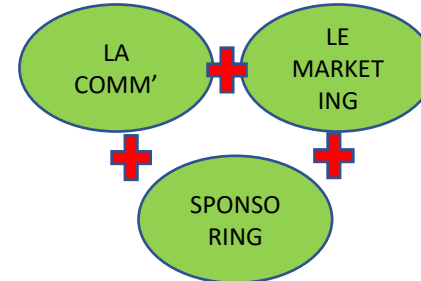 LA
COMM’
LE
MARKET
ING
SPONSO
RING